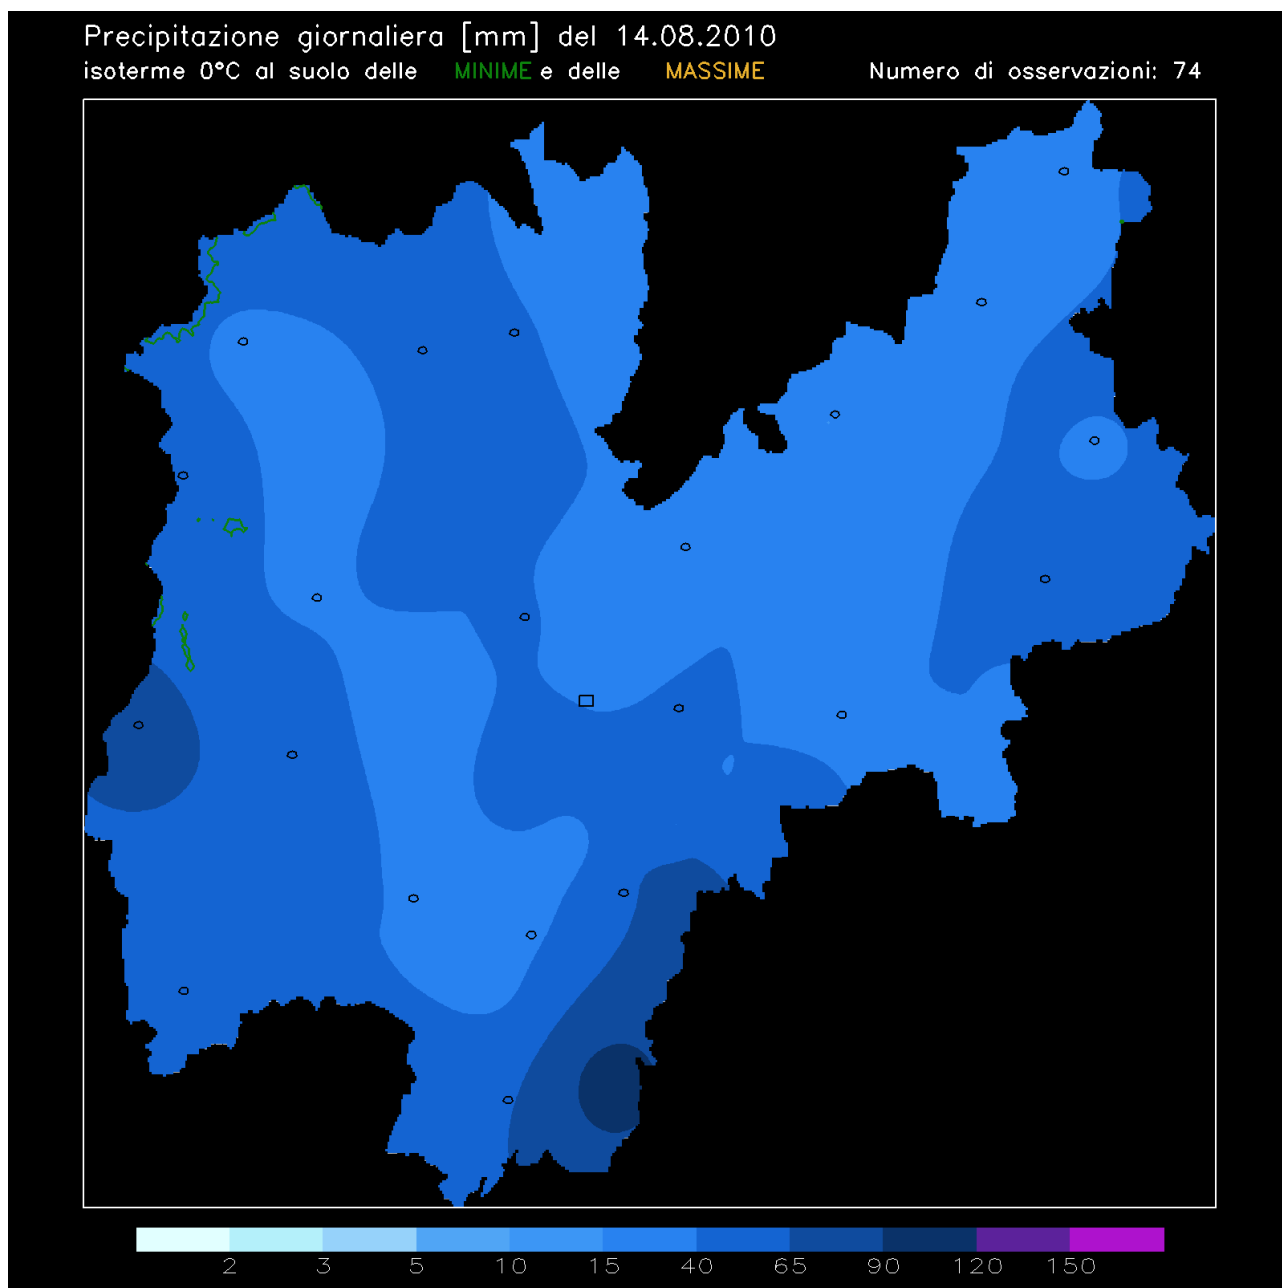 Precipitazione giornaliera [mm] del 14.08.2010
isoterme 0°C al suolo delle MINIME e delle MASSIME Numero di osservazioni: 74
2 3 5 10 15 40 65 90 120 150